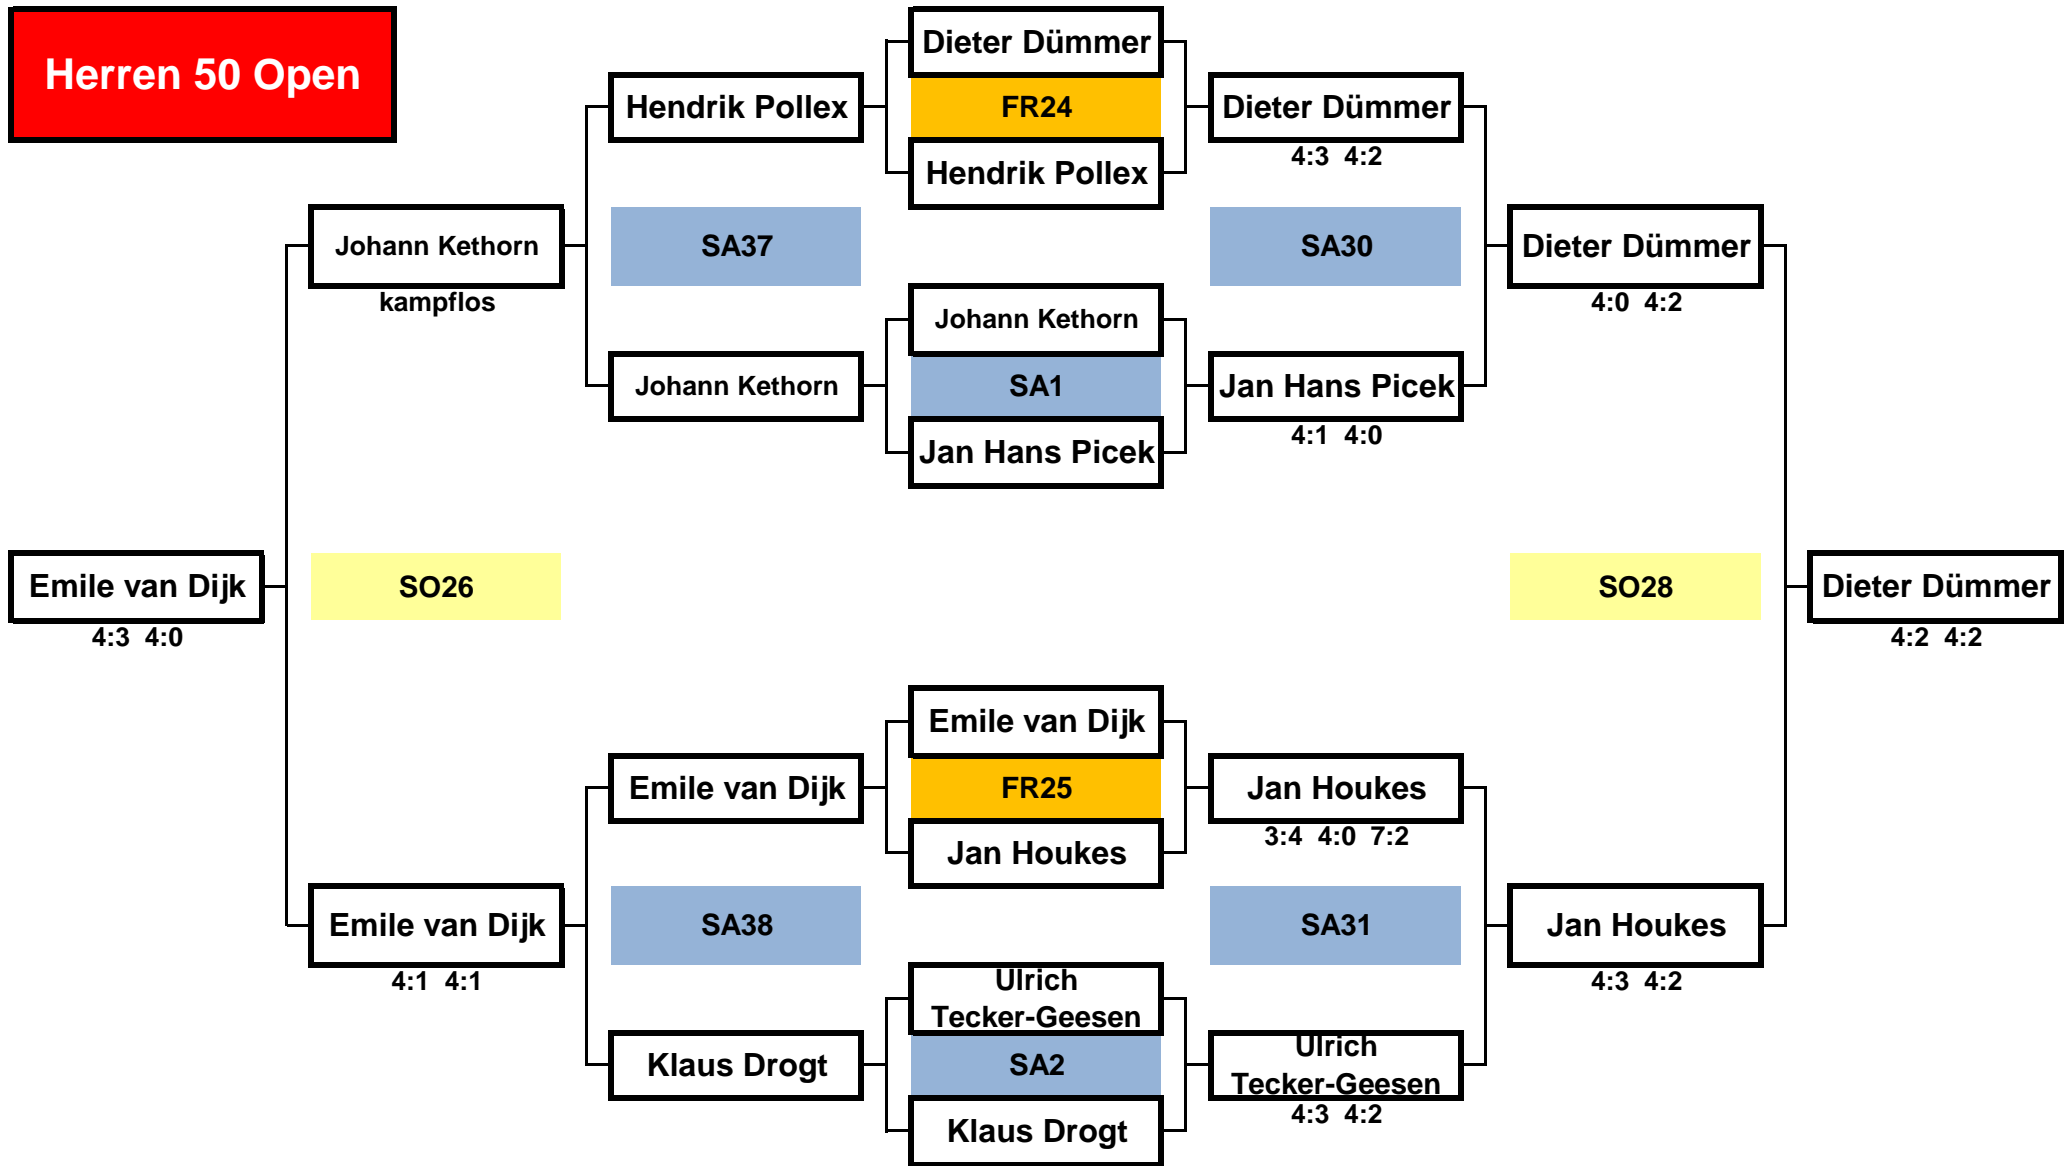 Herren 50 Open
Dieter Dümmer
Hendrik Pollex
FR24
Dieter Dümmer
4:3 4:2
Hendrik Pollex
Johann Kethorn
kampflos
SA37
SA30
Dieter Dümmer
4:0 4:2
Johann Kethorn
Johann Kethorn
SA1
Jan Hans Picek
4:1 4:0
Jan Hans Picek
Emile van Dijk
4:3 4:0
SO26
SO28
Dieter Dümmer
4:2 4:2
Emile van Dijk
Emile van Dijk
FR25
Jan Houkes
3:4 4:0 7:2
Jan Houkes
Emile van Dijk
4:1 4:1
SA38
SA31
Jan Houkes
4:3 4:2
Ulrich
Tecker-Geesen
Klaus Drogt
SA2
Ulrich
Tecker-Geesen
4:3 4:2
Klaus Drogt